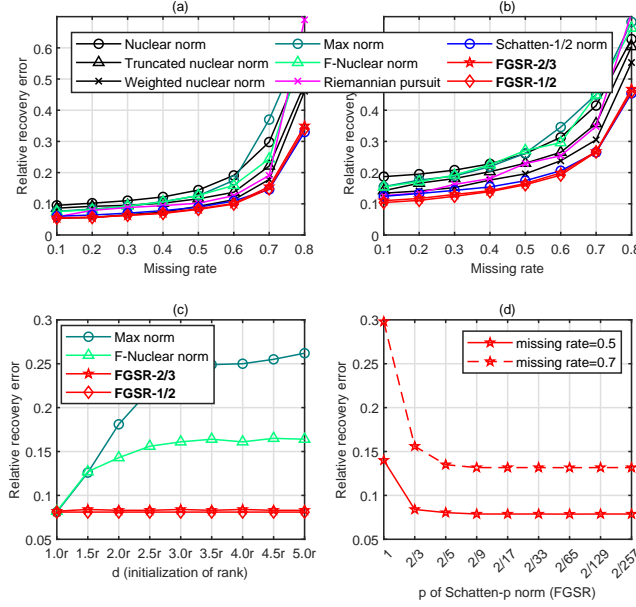 (a)
(b)
Nuclear norm
Truncated nuclear norm
Weighted nuclear norm
Max norm
F-Nuclear norm
Riemannian pursuit
Schatten-1/2 norm
FGSR-2/3
FGSR-1/2
Relative recovery error
0.6
0.5
0.4
0.3
0.2
0.1
0
0.1 0.2 0.3 0.4 0.5 0.6 0.7 0.8
Missing rate
Relative recovery error
0.6
0.5
0.4
0.3
0.2
0.1
0
0.1 0.2 0.3 0.4 0.5 0.6 0.7 0.8
Missing rate
(c)
Max norm
F-Nuclear norm
FGSR-2/3
FGSR-1/2
Relative recovery error
0.3
0.25
0.2
0.15
0.1
0.05
1.0r 1.5r 2.0r 2.5r 3.0r 3.5r 4.0r 4.5r 5.0r
d (initialization of rank)
(d)
missing rate=0.5
missing rate=0.7
Relative recovery error
0.3
0.25
0.2
0.15
0.1
0.05
1 2/3 2/5 2/9 2/17 2/33 2/65 2/129 2/257
p of Schatten-p norm (FGSR)